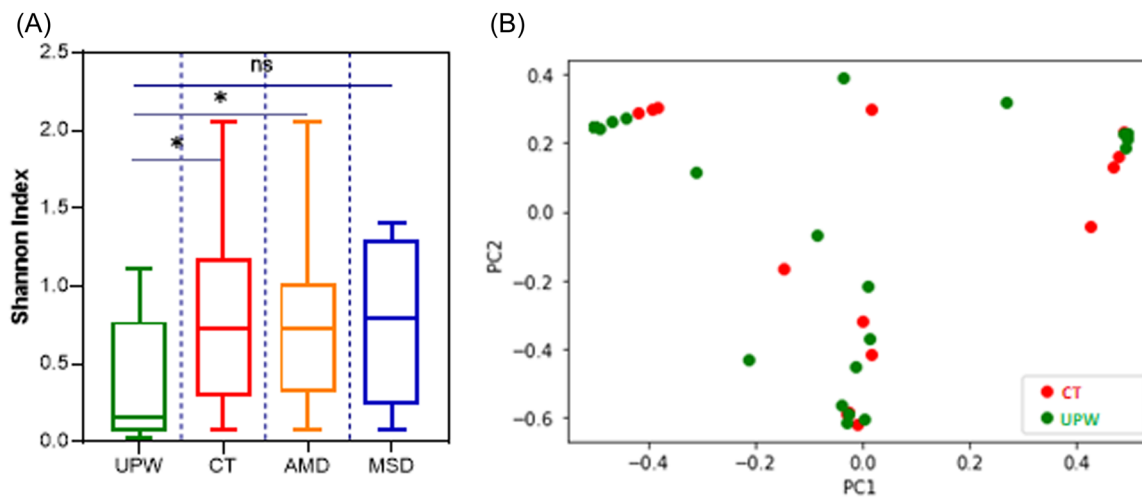 (A)
(B)
Shannon Index
2.5
2.0
1.5
1.0
0.5
0.0
ns
*
*
UPW CT AMD MSD
PC2
0.4
0.2
0.0
−0.2
−0.4
−0.6
−0.4 −0.2 0.0 0.2 0.4
PC1
CT
UPW